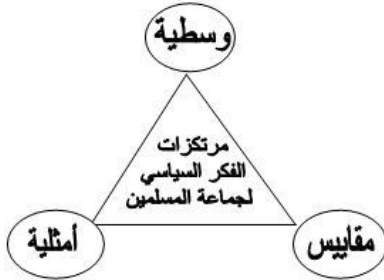 وسطية
مرتكزات
الفكر السياسي
لجماعة المسلمين
مقاييس
أمثلية